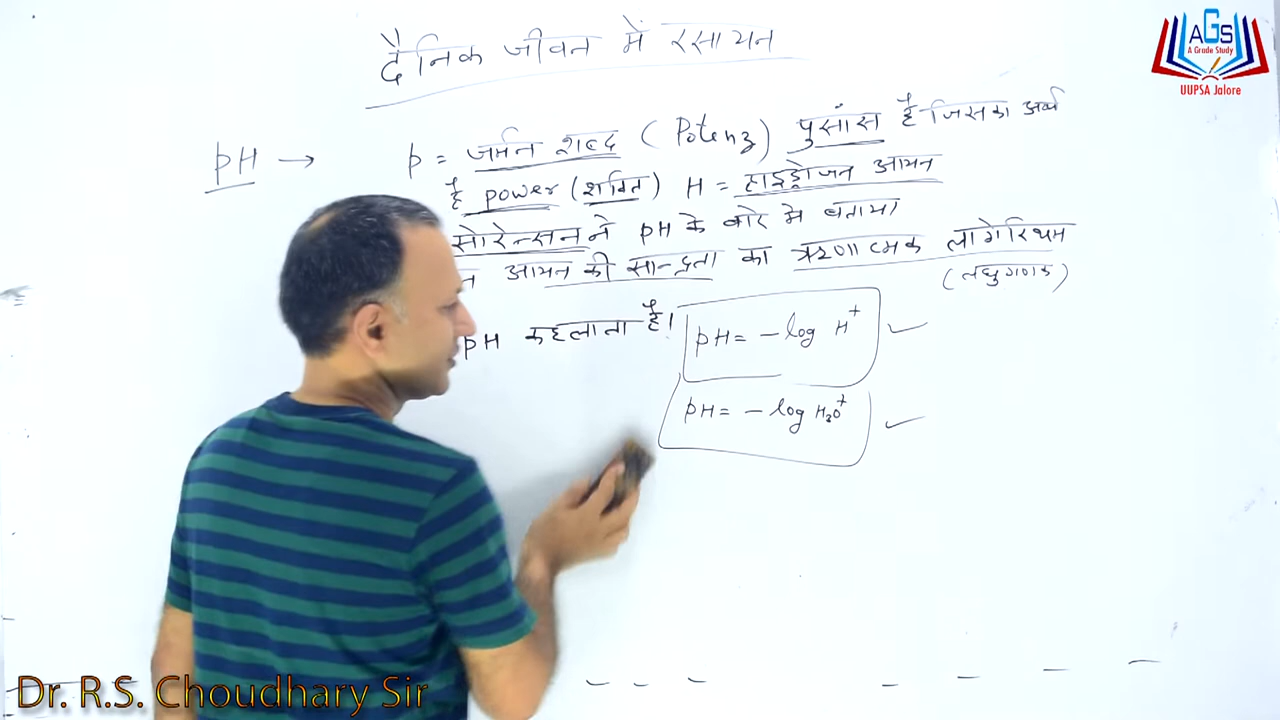 दैनिक जीवन में रसायन
pH → p = जर्मन शब्द (Potenz) पुसांस है जिसका अर्थ
है power (शक्ति) H = हाइड्रोजन आयन
सोरेन्सन ने pH के बारे मे बताया
न आयन की सान्द्रता का ऋणात्मक लागेरिथम
(लघुगणक)
pH कहलाता है।
pH = - log H⁺
pH = - log H₃O⁺
AGS
A Grade Study
UUPSA Jalore
Dr. R.S. Choudhary Sir